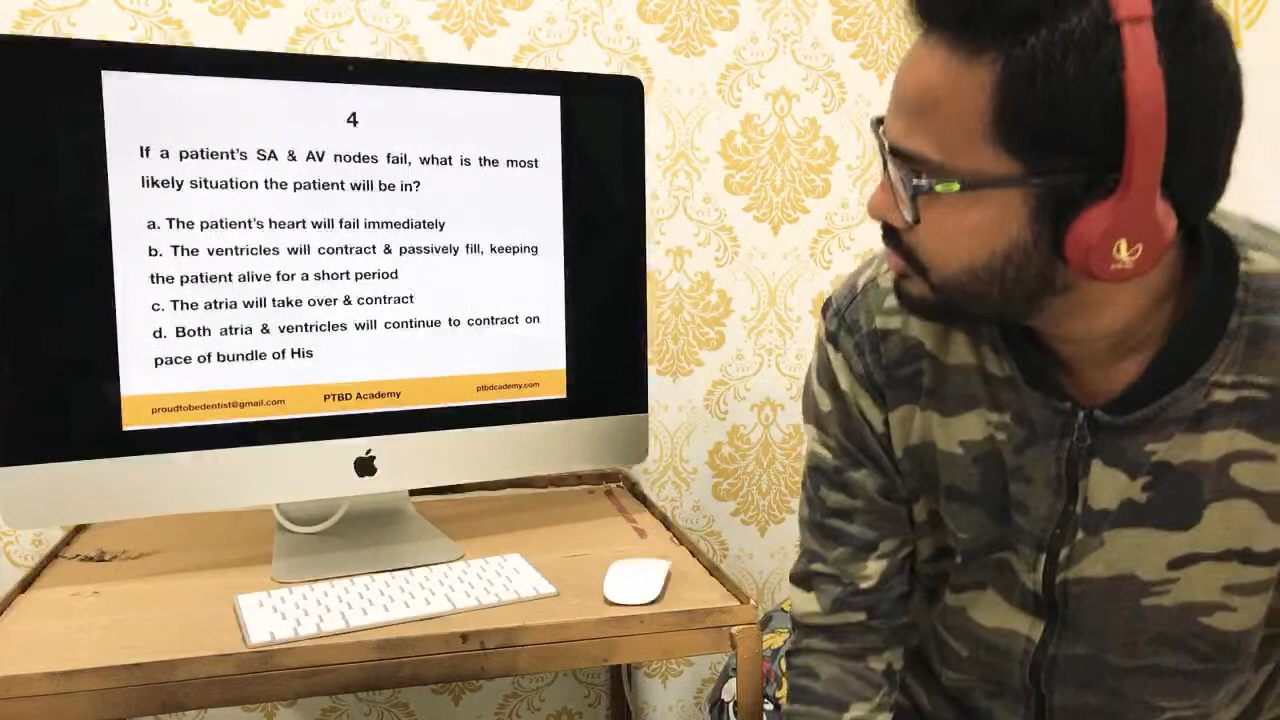 4
If a patient's SA & AV nodes fail, what is the most
likely situation the patient will be in?
a. The patient's heart will fail immediately
b. The ventricles will contract & passively fill, keeping
the patient alive for a short period
c. The atria will take over & contract
d. Both atria & ventricles will continue to contract on
pace of bundle of His
proudtobedentist@gmail.com PTBD Academy ptbdcademy.com